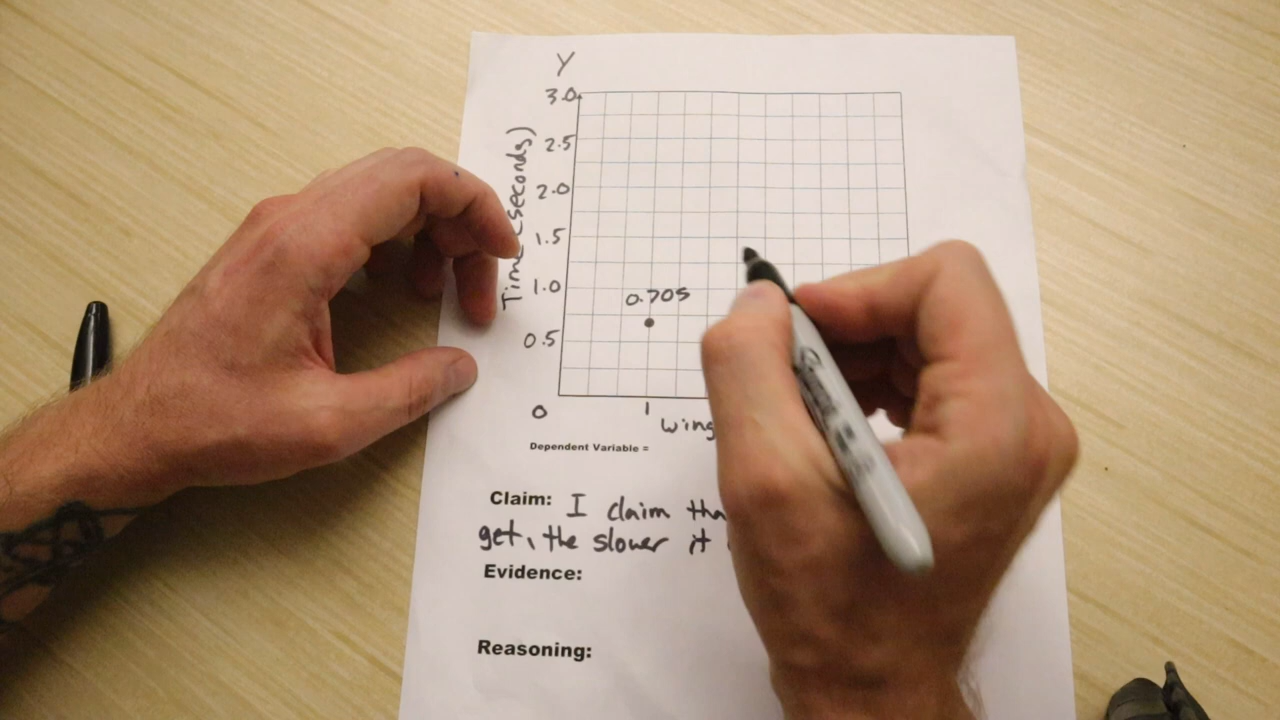 Y
3.0
2.5
2.0
1.5
1.0
0.5
0
Time (seconds)
0.705
1
wing
Dependent Variable =
Claim: I claim tha
get, the slower it
Evidence:
Reasoning: